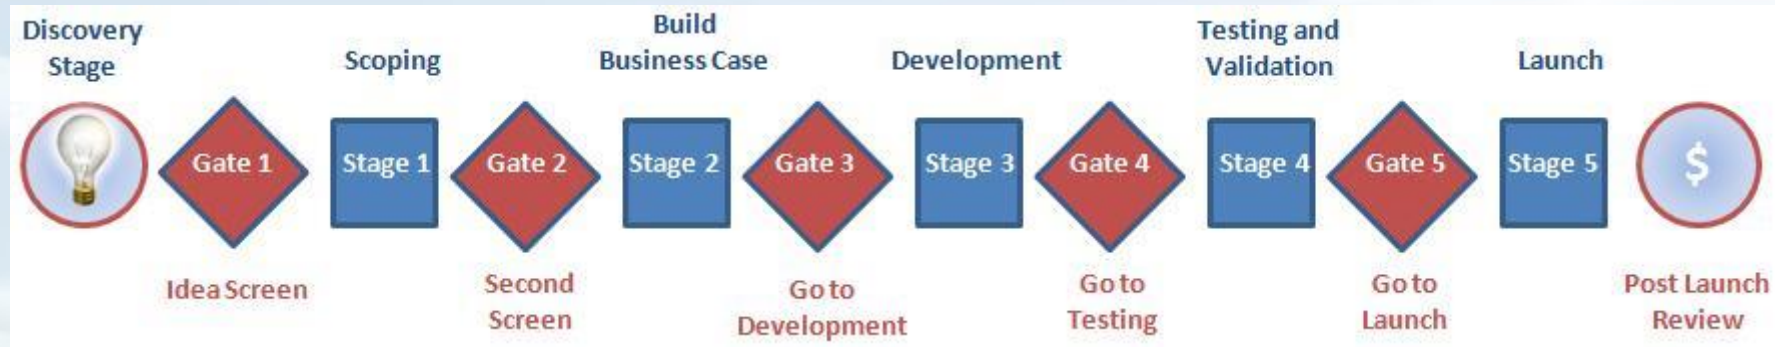 Discovery
Stage
Scoping
Build
Business Case
Development
Testing and
Validation
Launch
Gate 1
Stage 1
Gate 2
Stage 2
Gate 3
Stage 3
Gate 4
Stage 4
Gate 5
Stage 5
$
Idea Screen
Second
Screen
Go to
Development
Go to
Testing
Go to
Launch
Post Launch
Review